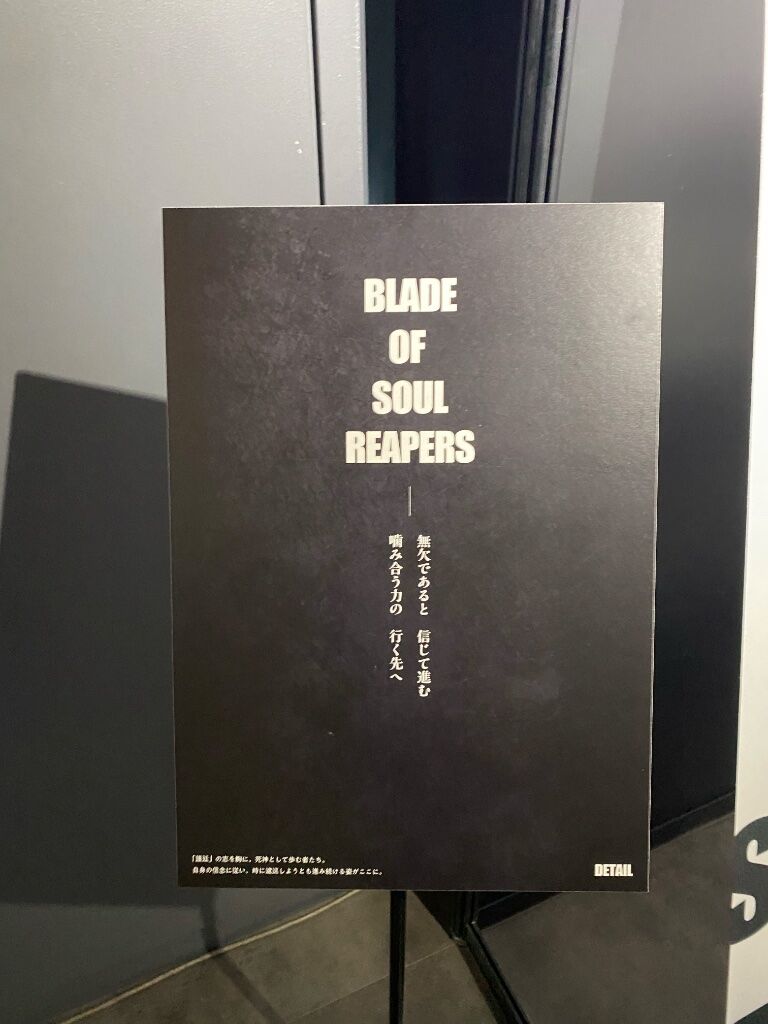 BLADE
OF
SOUL
REAPERS
無欠であると 信じて進む
噛み合う力の 行く先へ
「護廷」の志を胸に、死神として歩む者たち。
自身の信念に従い、時に違法しようとも進み続ける姿がここに。
DETAIL
S